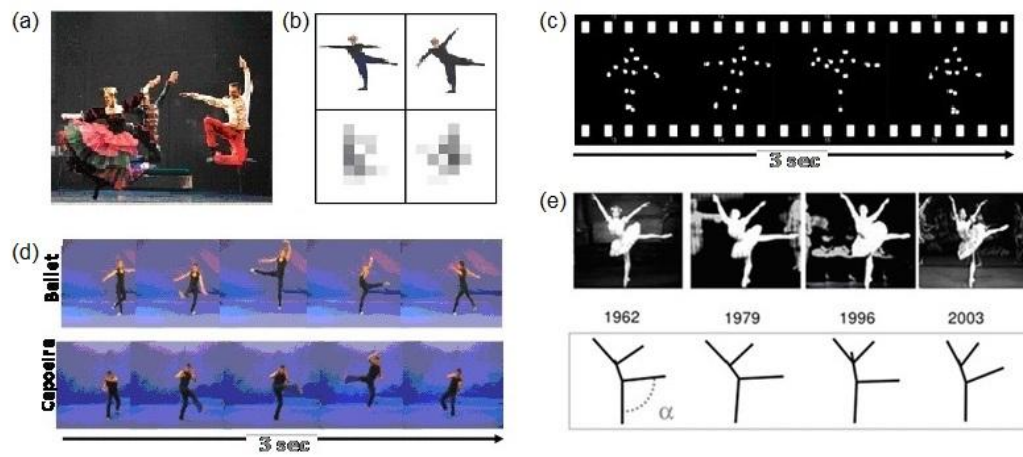 (a)
(b)
(c)
3 sec
(d)
Ballet
Capoeira
3 sec
(e)
1962 1979 1996 2003
α